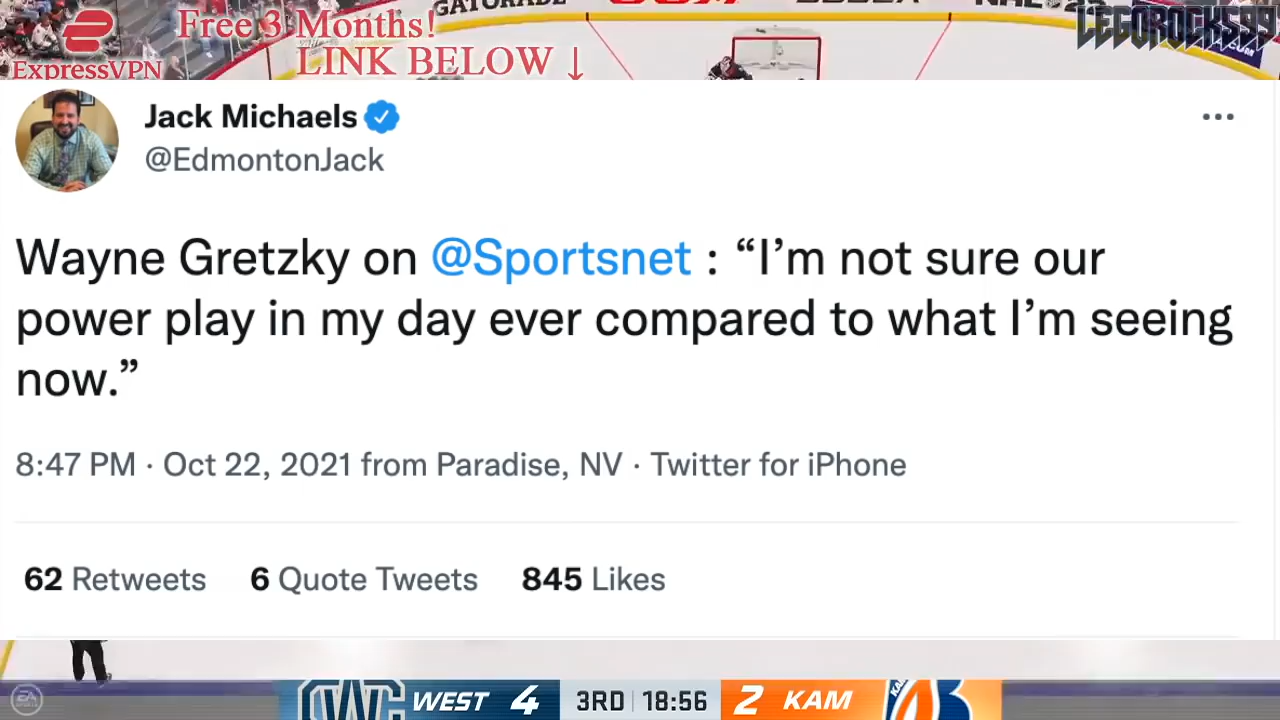 GATORADE
Free 3 Months!
LEGOROCKS99
ExpressVPN
LINK BELOW ↓
Jack Michaels
@EdmontonJack
Wayne Gretzky on @Sportsnet : “I’m not sure our
power play in my day ever compared to what I’m seeing
now.”
8:47 PM · Oct 22, 2021 from Paradise, NV · Twitter for iPhone
62 Retweets 6 Quote Tweets 845 Likes
WEST 4 3RD 18:56 2 KAM